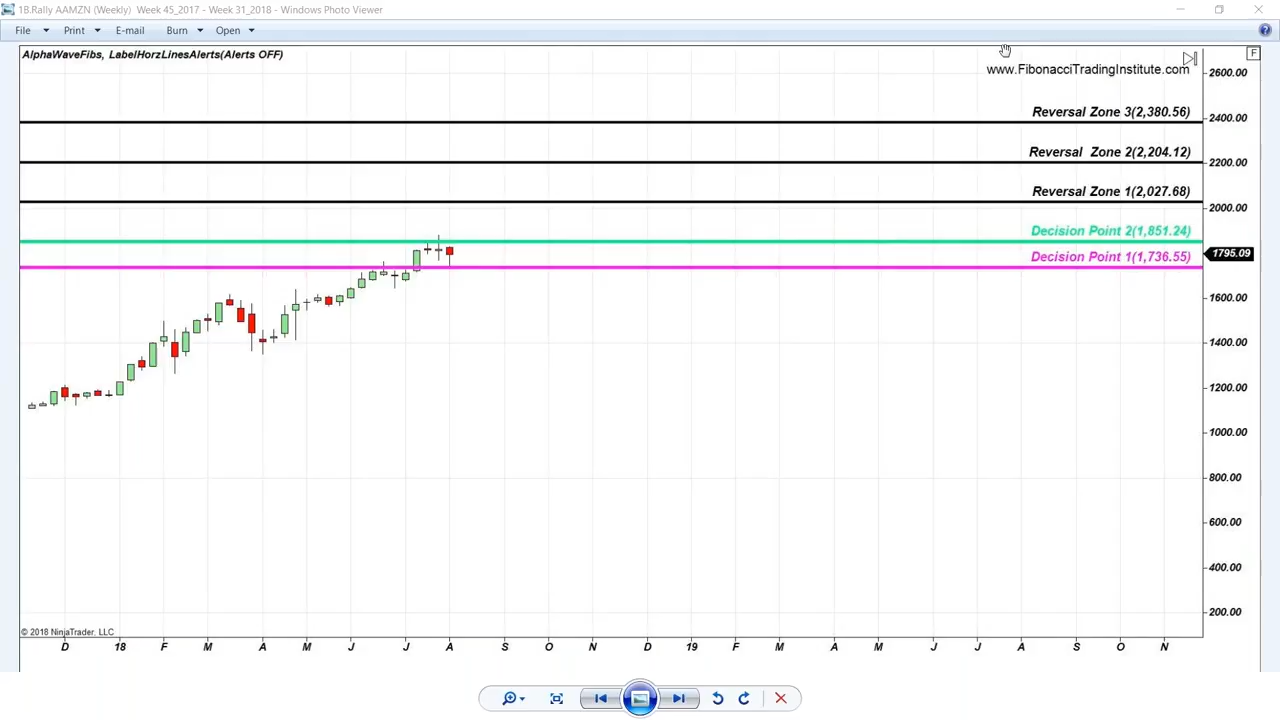 1B.Rally AAMZN (Weekly) Week 45_2017 - Week 31_2018 - Windows Photo Viewer
File Print E-mail Burn Open
AlphaWaveFibs, LabelHorzLinesAlerts(Alerts OFF)
F
www.FibonacciTradingInstitute.com
2600.00
Reversal Zone 3(2,380.56)
2400.00
Reversal Zone 2(2,204.12)
2200.00
Reversal Zone 1(2,027.68)
2000.00
Decision Point 2(1,851.24)
1795.09
Decision Point 1(1,736.55)
1600.00
1400.00
1200.00
1000.00
800.00
600.00
400.00
200.00
© 2018 NinjaTrader, LLC
D 18 F M A M J J A S O N D 19 F M A M J J A S O N